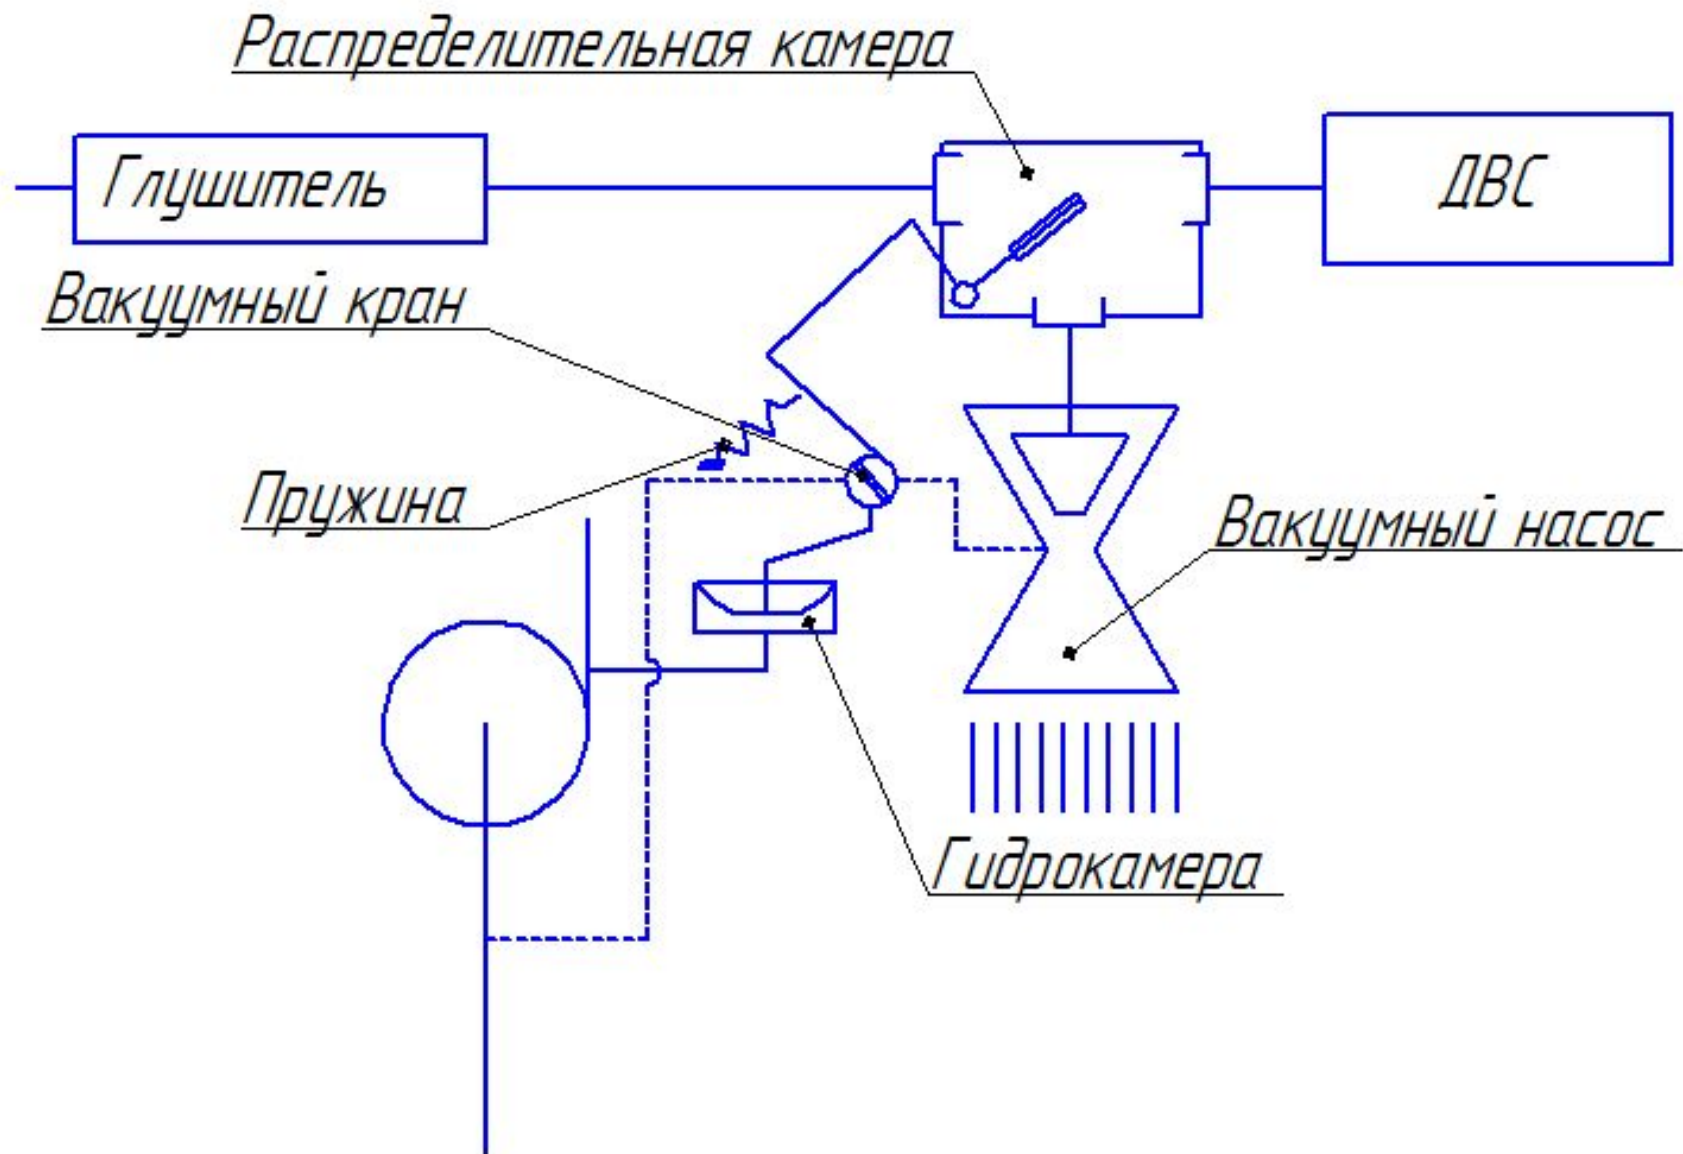 Распределительная камера
Глушитель
ДВС
Вакуумный кран
Пружина
Вакуумный насос
Гидрокамера